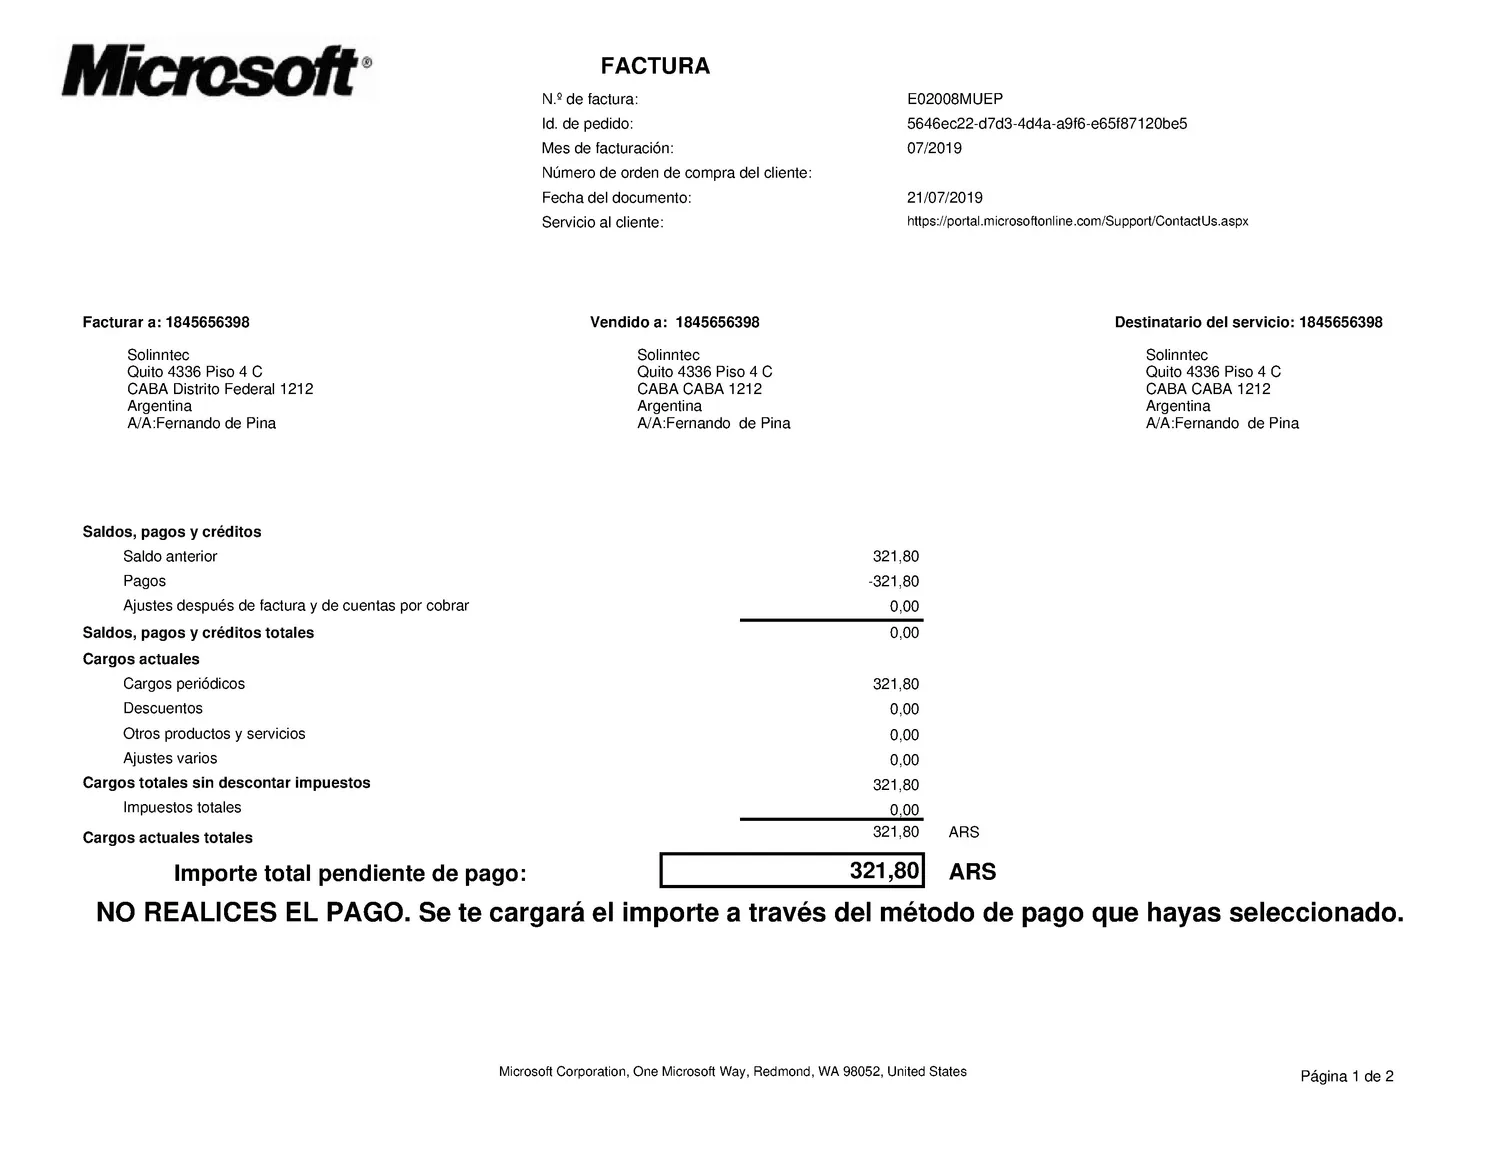 Microsoft®
FACTURA
N.º de factura: E02008MUEP
Id. de pedido: 5646ec22-d7d3-4d4a-a9f6-e65f87120be5
Mes de facturación: 07/2019
Número de orden de compra del cliente:
Fecha del documento: 21/07/2019
Servicio al cliente: https://portal.microsoftonline.com/Support/ContactUs.aspx
Facturar a: 1845656398
Solinntec
Quito 4336 Piso 4 C
CABA Distrito Federal 1212
Argentina
A/A:Fernando de Pina
Vendido a: 1845656398
Solinntec
Quito 4336 Piso 4 C
CABA CABA 1212
Argentina
A/A:Fernando de Pina
Destinatario del servicio: 1845656398
Solinntec
Quito 4336 Piso 4 C
CABA CABA 1212
Argentina
A/A:Fernando de Pina
Saldos, pagos y créditos
Saldo anterior 321,80
Pagos -321,80
Ajustes después de factura y de cuentas por cobrar 0,00
Saldos, pagos y créditos totales 0,00
Cargos actuales
Cargos periódicos 321,80
Descuentos 0,00
Otros productos y servicios 0,00
Ajustes varios 0,00
Cargos totales sin descontar impuestos 321,80
Impuestos totales 0,00
Cargos actuales totales 321,80 ARS
Importe total pendiente de pago: 321,80 ARS
NO REALICES EL PAGO. Se te cargará el importe a través del método de pago que hayas seleccionado.
Microsoft Corporation, One Microsoft Way, Redmond, WA 98052, United States
Página 1 de 2